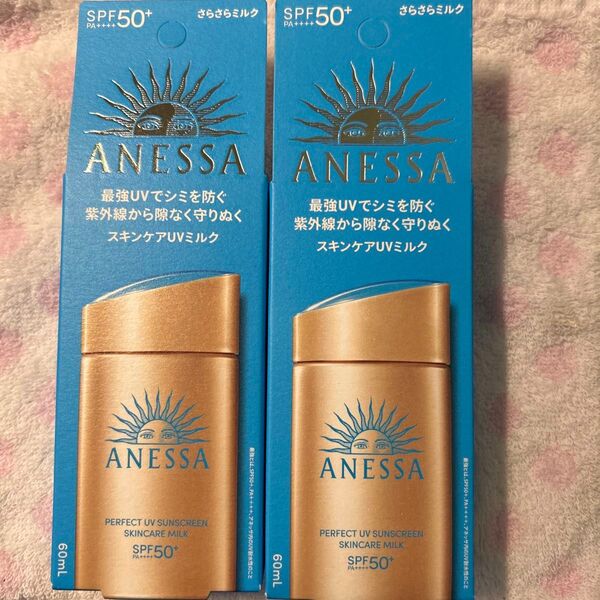 SPF50+
PA++++
さらさらミルク
ANESSA
最強UVでシミを防ぐ
紫外線から隙なく守りぬく
スキンケアUVミルク
ANESSA
PERFECT UV SUNSCREEN
SKINCARE MILK
SPF50+
PA++++
60mL
SPF50+
PA++++
さらさらミルク
ANESSA
最強UVでシミを防ぐ
紫外線から隙なく守りぬく
スキンケアUVミルク
ANESSA
PERFECT UV SUNSCREEN
SKINCARE MILK
SPF50+
PA++++
60mL